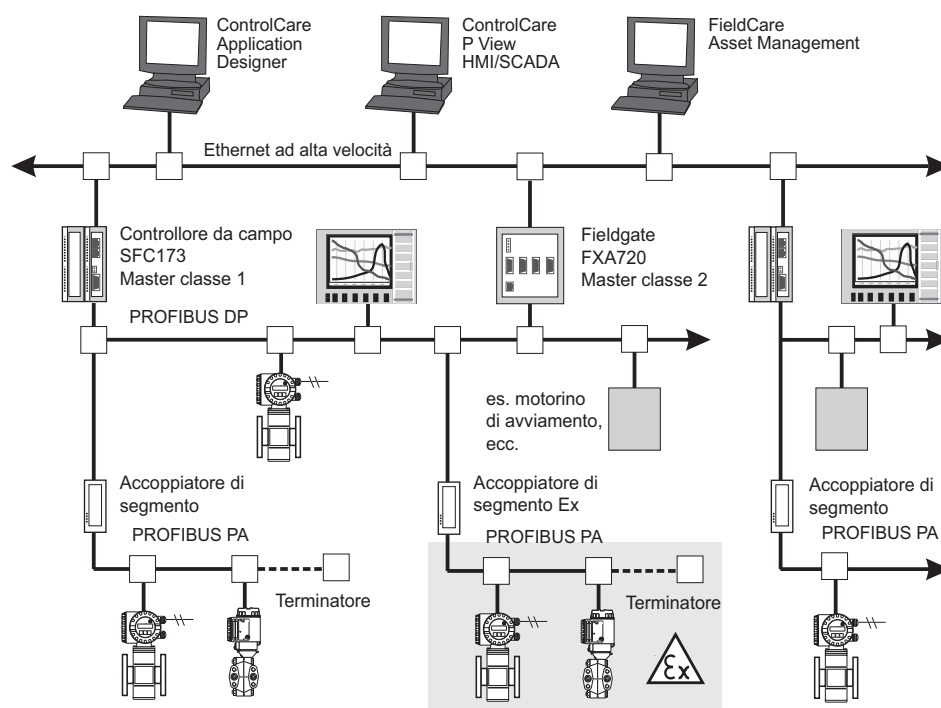 ControlCare
Application
Designer
ControlCare
P View
HMI/SCADA
FieldCare
Asset Management
Ethernet ad alta velocità
Controllore da campo
SFC173
Master classe 1
Fieldgate
FXA720
Master classe 2
PROFIBUS DP
es. motorino
di avviamento,
ecc.
Accoppiatore di
segmento
Accoppiatore di
segmento Ex
Accoppiatore di
segmento
PROFIBUS PA
PROFIBUS PA
PROFIBUS PA
Terminatore
Terminatore
Ex